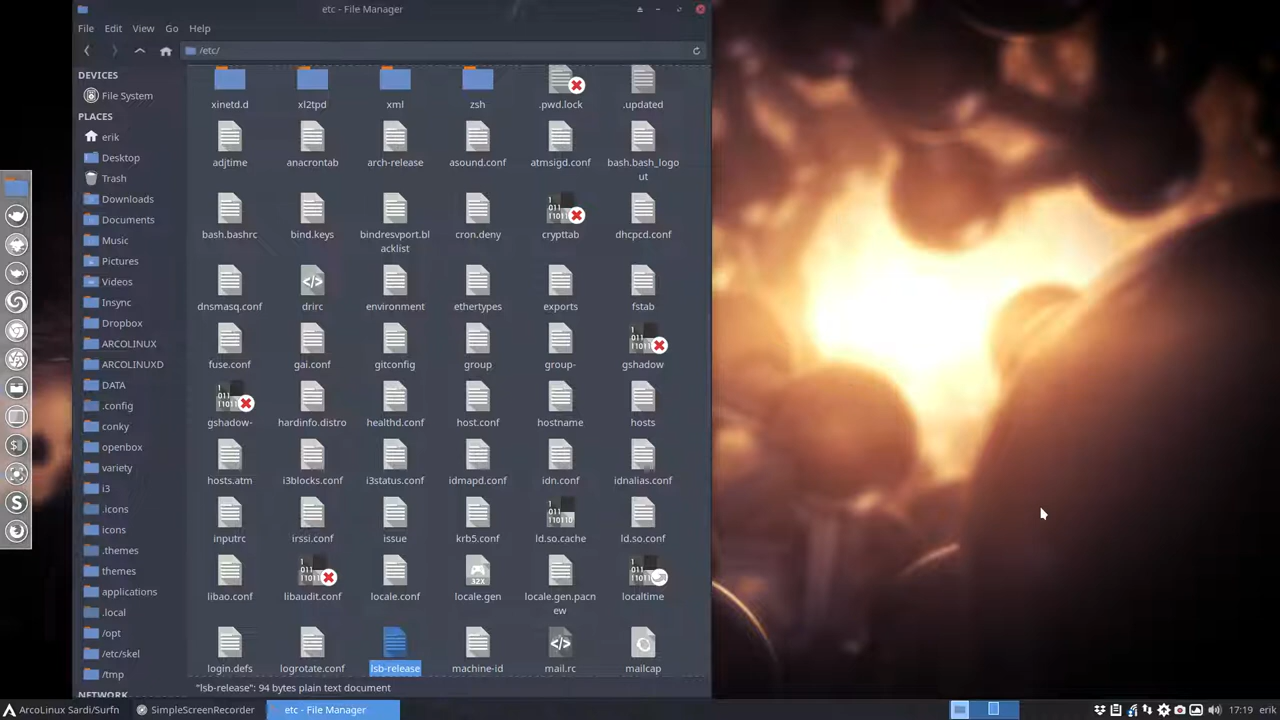 etc - File Manager
File Edit View Go Help
/etc/
DEVICES
File System
PLACES
erik
Desktop
Trash
Downloads
Documents
Music
Pictures
Videos
Insync
Dropbox
ARCOLINUX
ARCOLINUXD
DATA
.config
conky
openbox
variety
i3
.icons
icons
.themes
themes
applications
.local
/opt
/etc/skel
/tmp
NETWORK
xinetd.d xl2tpd xml zsh .pwd.lock .updated
adjtime anacrontab arch-release asound.conf atmsigd.conf bash.bash_logo
ut
bash.bashrc bind.keys bindresvport.bl crypttab cron.deny dhcpcd.conf
acklist
dnsmasq.conf drirc environment ethertypes exports fstab
fuse.conf gai.conf gitconfig group group- gshadow
gshadow- hardinfo.distro healthd.conf host.conf hostname hosts
hosts.atm i3blocks.conf i3status.conf idmapd.conf idn.conf idnalias.conf
inputrc irssi.conf issue krb5.conf ld.so.cache ld.so.conf
libao.conf libaudit.conf locale.conf locale.gen locale.gen.pacn localtime
ew
32X
login.defs logrotate.conf lsb-release machine-id mail.rc mailcap
"lsb-release": 94 bytes plain text document
ArcoLinux Sardi/Surfn SimpleScreenRecorder etc - File Manager 17:19 erik